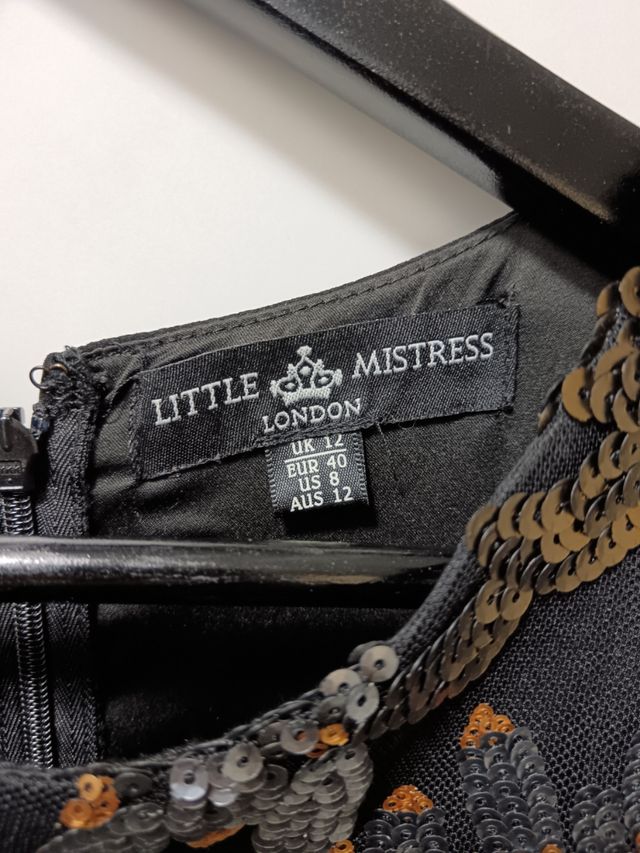 LITTLE MISTRESS
LONDON
UK 12
EUR 40
US 8
AUS 12